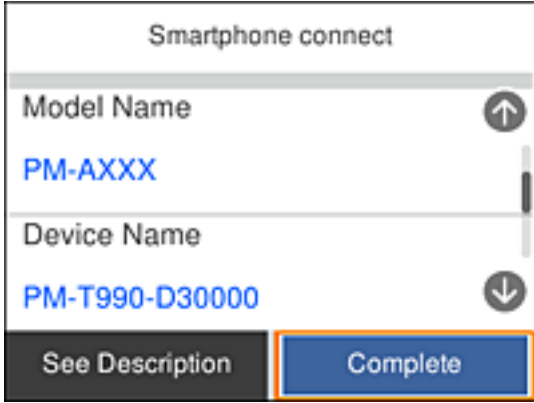 Smartphone connect
Model Name
PM-AXXX
Device Name
PM-T990-D30000
See Description
Complete